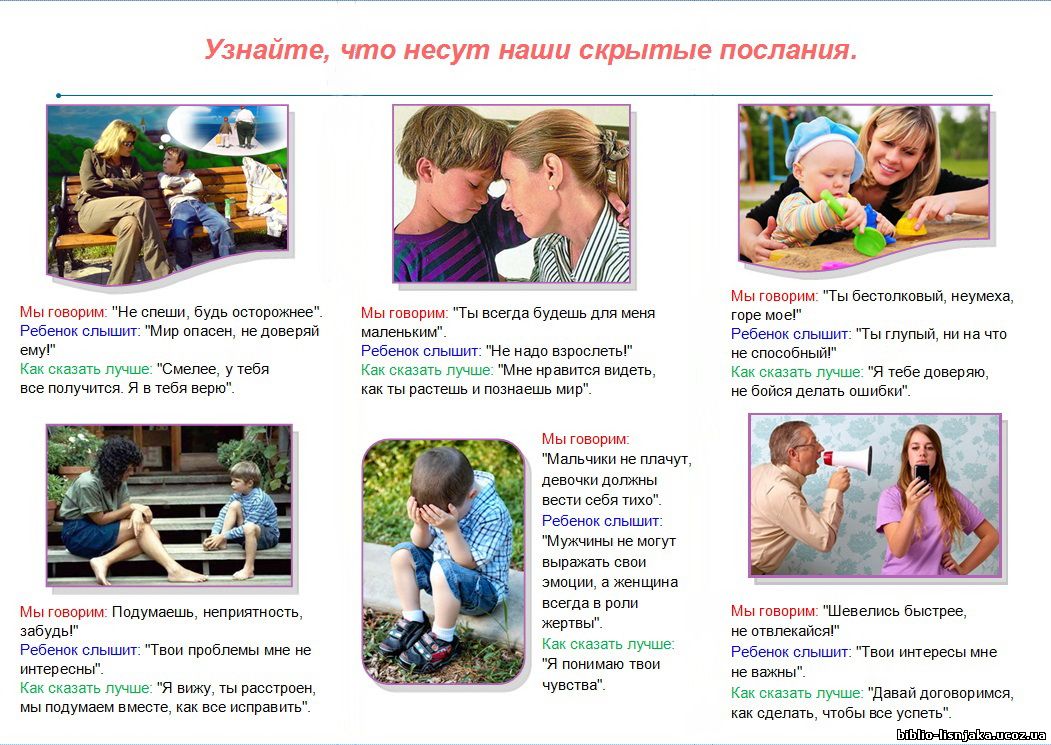 Узнайте, что несут наши скрытые послания.
Мы говорим: "Не спеши, будь осторожнее".
Ребенок слышит: "Мир опасен, не доверяй
ему!"
Как сказать лучше: "Смелее, у тебя
все получится. Я в тебя верю".
Мы говорим: "Ты всегда будешь для меня
маленьким".
Ребенок слышит: "Не надо взрослеть!"
Как сказать лучше: "Мне нравится видеть,
как ты растешь и познаешь мир".
Мы говорим: "Ты бестолковый, неумеха,
горе мое!"
Ребенок слышит: "Ты глупый, ни на что
не способный!"
Как сказать лучше: "Я тебе доверяю,
не бойся делать ошибки".
Мы говорим: Подумаешь, неприятность,
забудь!"
Ребенок слышит: "Твои проблемы мне не
интересны".
Как сказать лучше: "Я вижу, ты расстроен,
мы подумаем вместе, как все исправить".
Мы говорим:
"Мальчики не плачут,
девочки должны
вести себя тихо".
Ребенок слышит:
"Мужчины не могут
выражать свои
эмоции, а женщина
всегда в роли
жертвы".
Как сказать лучше:
"Я понимаю твои
чувства".
Мы говорим: "Шевелись быстрее,
не отвлекайся!"
Ребенок слышит: "Твои интересы мне
не важны".
Как сказать лучше: "Давай договоримся,
как сделать, чтобы все успеть".
biblio-lisnjaka.ucoz.ua